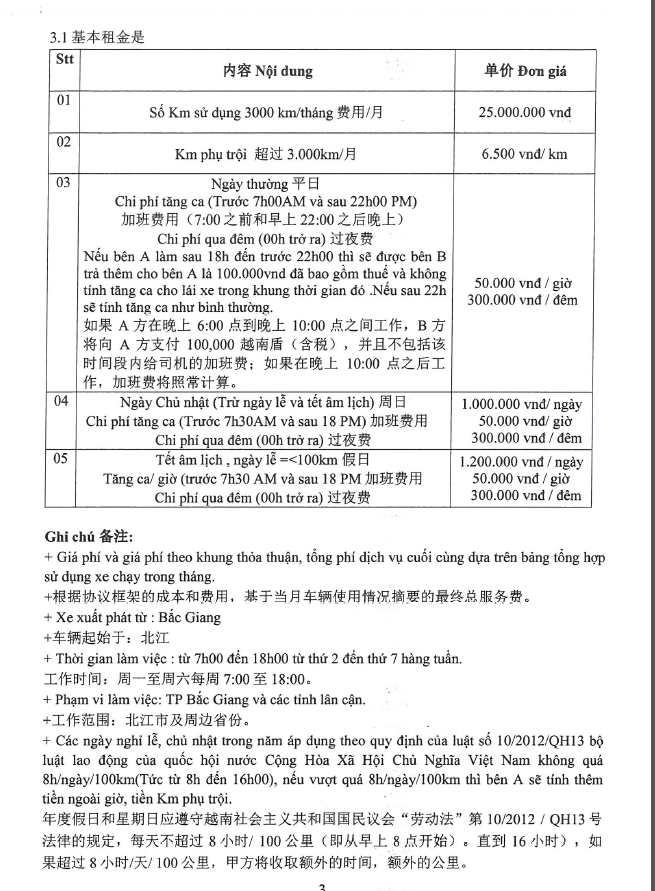 3.1 基本租金是
Stt
内容 Nội dung
单价 Đơn giá
01
Số Km sử dụng 3000 km/tháng 费用/月
25.000.000 vnđ
02
Km phụ trội 超过 3.000km/月
6.500 vnđ/ km
03
Ngày thường 平日
Chi phí tăng ca (Trước 7h00AM và sau 22h00 PM)
加班费用（7:00 之前和早上 22:00 之后晚上）
Chi phí qua đêm (00h trở ra) 过夜费
Nếu bên A làm sau 18h đến trước 22h00 thì sẽ được bên B
trả thêm cho bên A là 100.000vnd đã bao gồm thuế và không
tính tăng ca cho lái xe trong khung thời gian đó .Nếu sau 22h
sẽ tính tăng ca như bình thường.
如果 A 方在晚上 6:00 点到晚上 10:00 点之间工作，B 方
将向 A 方支付 100,000 越南盾（含税），并且不包括该
时间段内给司机的加班费；如果在晚上 10:00 点之后工
作，加班费将照常计算。
50.000 vnđ / giờ
300.000 vnđ / đêm
04
Ngày Chủ nhật (Trừ ngày lễ và tết âm lịch) 周日
Chi phí tăng ca (Trước 7h30AM và sau 18 PM) 加班费用
Chi phí qua đêm (00h trở ra) 过夜费
1.000.000 vnđ/ ngày
50.000 vnđ/ giờ
300.000 vnđ / đêm
05
Tết âm lịch , ngày lễ =<100km 假日
Tăng ca/ giờ (trước 7h30 AM và sau 18 PM 加班费用
Chi phí qua đêm (00h trở ra) 过夜费
1.200.000 vnđ / ngày
50.000 vnđ / giờ
300.000 vnđ / đêm
Ghi chú 备注:
+ Giá phí và giá phí theo khung thỏa thuận, tổng phí dịch vụ cuối cùng dựa trên bảng tổng hợp
sử dụng xe chạy trong tháng.
+根据协议框架的成本和费用，基于当月车辆使用情况摘要的最终总服务费。
+ Xe xuất phát từ : Bắc Giang
+车辆起始于：北江
+ Thời gian làm việc : từ 7h00 đến 18h00 từ thứ 2 đến thứ 7 hàng tuần.
工作时间：周一至周六每周 7:00 至 18:00。
+ Phạm vi làm việc: TP Bắc Giang và các tỉnh lân cận.
+工作范围：北江市及周边省份。
+ Các ngày nghỉ lễ, chủ nhật trong năm áp dụng theo quy định của luật số 10/2012/QH13 bộ
luật lao động của quốc hội nước Cộng Hòa Xã Hội Chủ Nghĩa Việt Nam không quá
8h/ngày/100km(Tức từ 8h đến 16h00), nếu vượt quá 8h/ngày/100km thì bên A sẽ tính thêm
tiền ngoài giờ, tiền Km phụ trội.
年度假日和星期日应遵守越南社会主义共和国国民议会“劳动法”第 10/2012 / QH13 号
法律的规定，每天不超过 8 小时/ 100 公里（即从早上 8 点开始）。直到 16 小时），如
果超过 8 小时/天/ 100 公里，甲方将收取额外的时间，额外的公里。
3